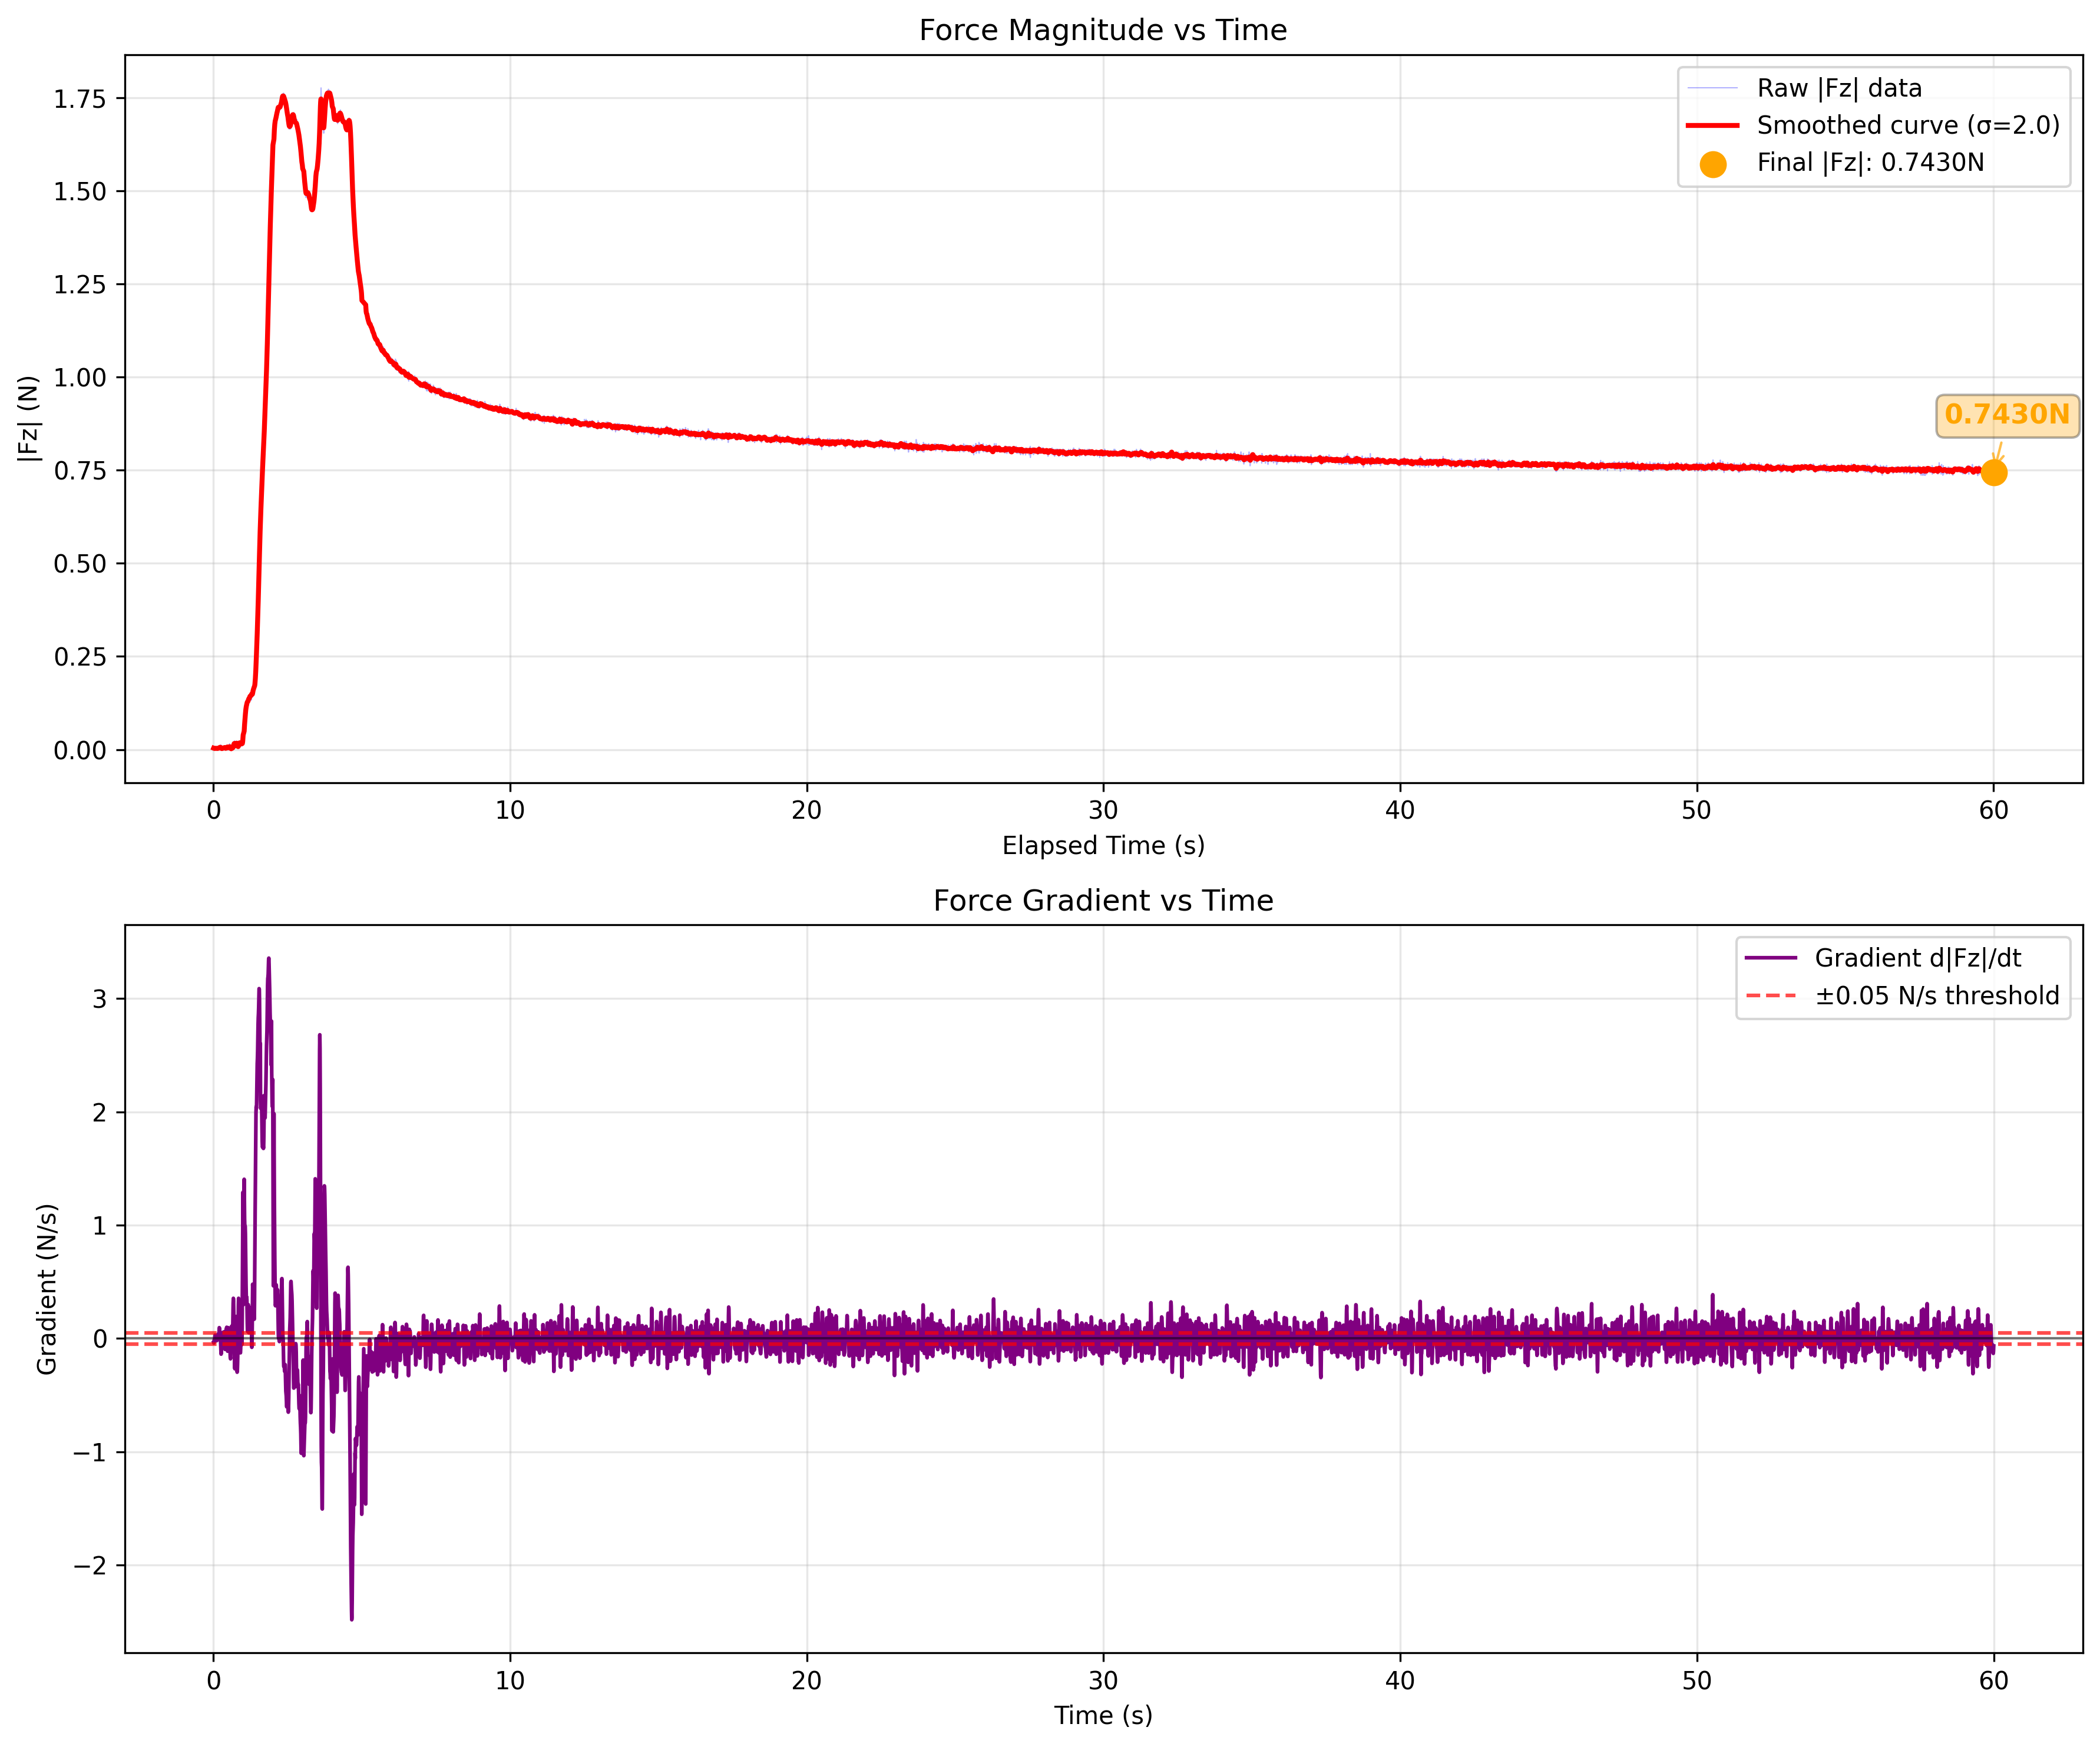 Force Magnitude vs Time
|Fz| (N)
1.75
1.50
1.25
1.00
0.75
0.50
0.25
0.00
Raw |Fz| data
Smoothed curve (σ=2.0)
Final |Fz|: 0.7430N
0.7430N
0 10 20 30 40 50 60
Elapsed Time (s)
Force Gradient vs Time
Gradient (N/s)
3
2
1
0
−1
−2
Gradient d|Fz|/dt
±0.05 N/s threshold
0 10 20 30 40 50 60
Time (s)